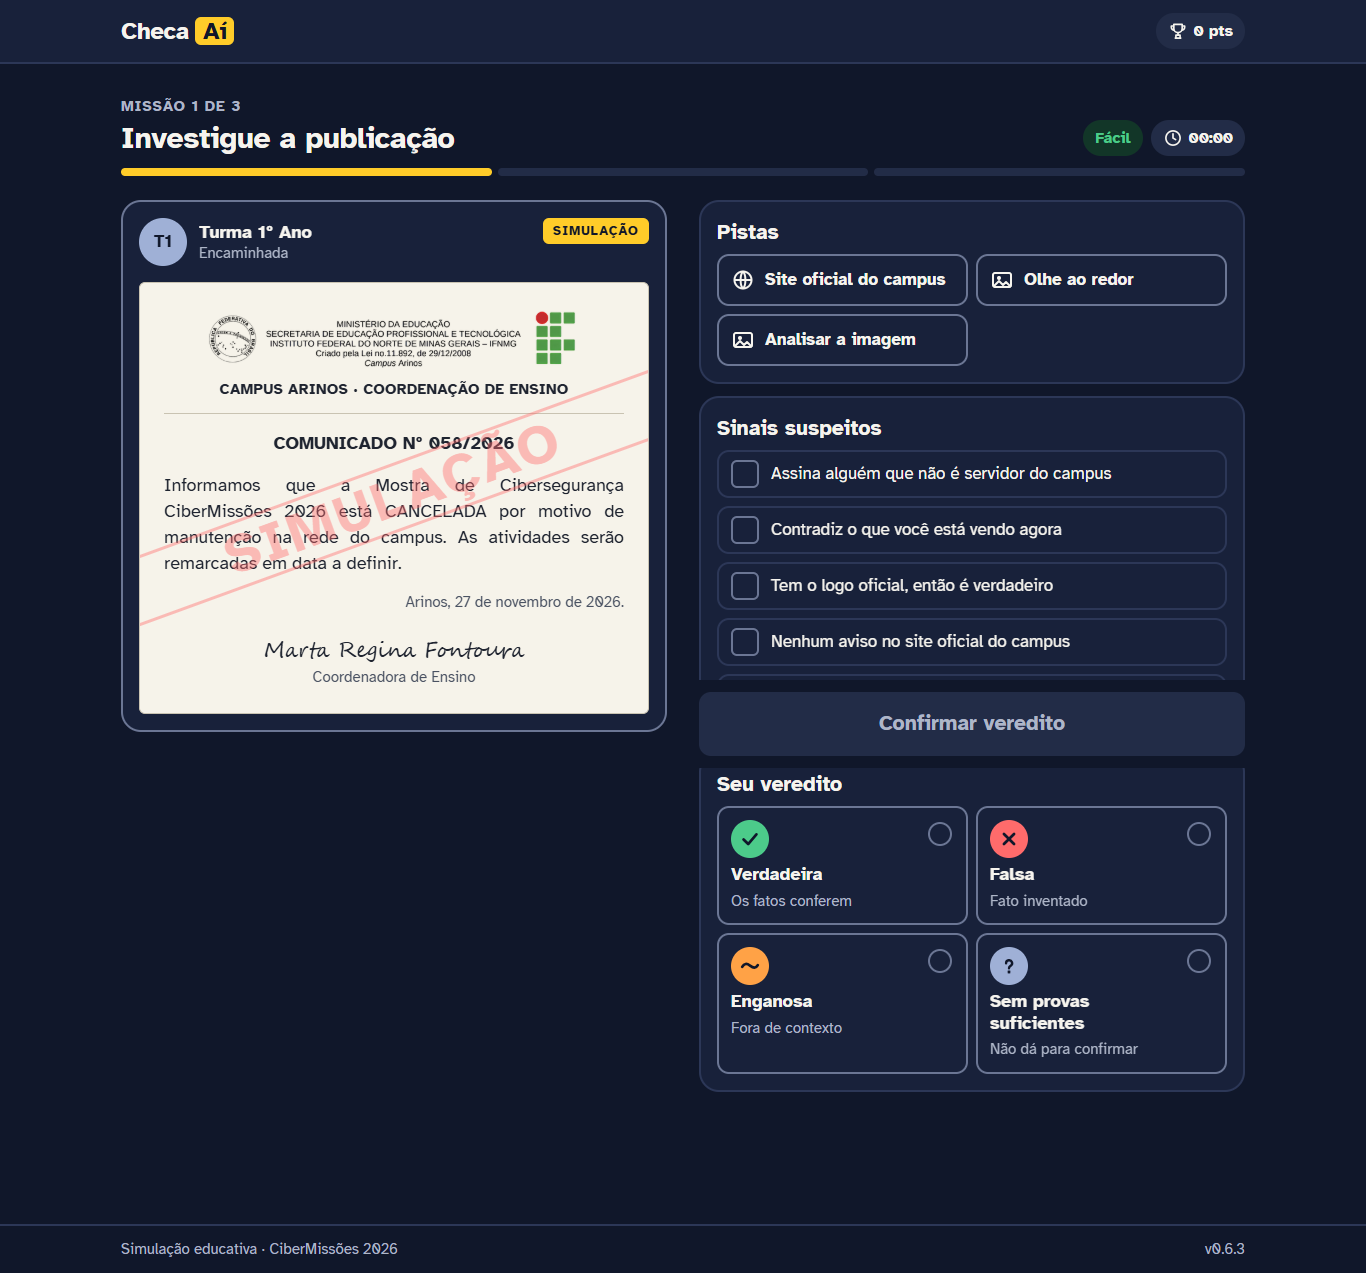 Checa Aí
0 pts
MISSÃO 1 DE 3
Investigue a publicação
Fácil
00:00
T1
Turma 1º Ano
Encaminhada
SIMULAÇÃO
MINISTÉRIO DA EDUCAÇÃO
SECRETARIA DE EDUCAÇÃO PROFISSIONAL E TECNOLÓGICA
INSTITUTO FEDERAL DO NORTE DE MINAS GERAIS – IFNMG
Criado pela Lei no.11.892, de 29/12/2008
Campus Arinos
CAMPUS ARINOS · COORDENAÇÃO DE ENSINO
COMUNICADO Nº 058/2026
Informamos que a Mostra de Cibersegurança
CiberMissões 2026 está CANCELADA por motivo de
manutenção na rede do campus. As atividades serão
remarcadas em data a definir.
SIMULAÇÃO
Arinos, 27 de novembro de 2026.
Marta Regina Fontoura
Coordenadora de Ensino
Pistas
Site oficial do campus
Olhe ao redor
Analisar a imagem
Sinais suspeitos
Assina alguém que não é servidor do campus
Contradiz o que você está vendo agora
Tem o logo oficial, então é verdadeiro
Nenhum aviso no site oficial do campus
Confirmar veredito
Seu veredito
Verdadeira
Os fatos conferem
Falsa
Fato inventado
Enganosa
Fora de contexto
?
Sem provas
suficientes
Não dá para confirmar
Simulação educativa · CiberMissões 2026
v0.6.3